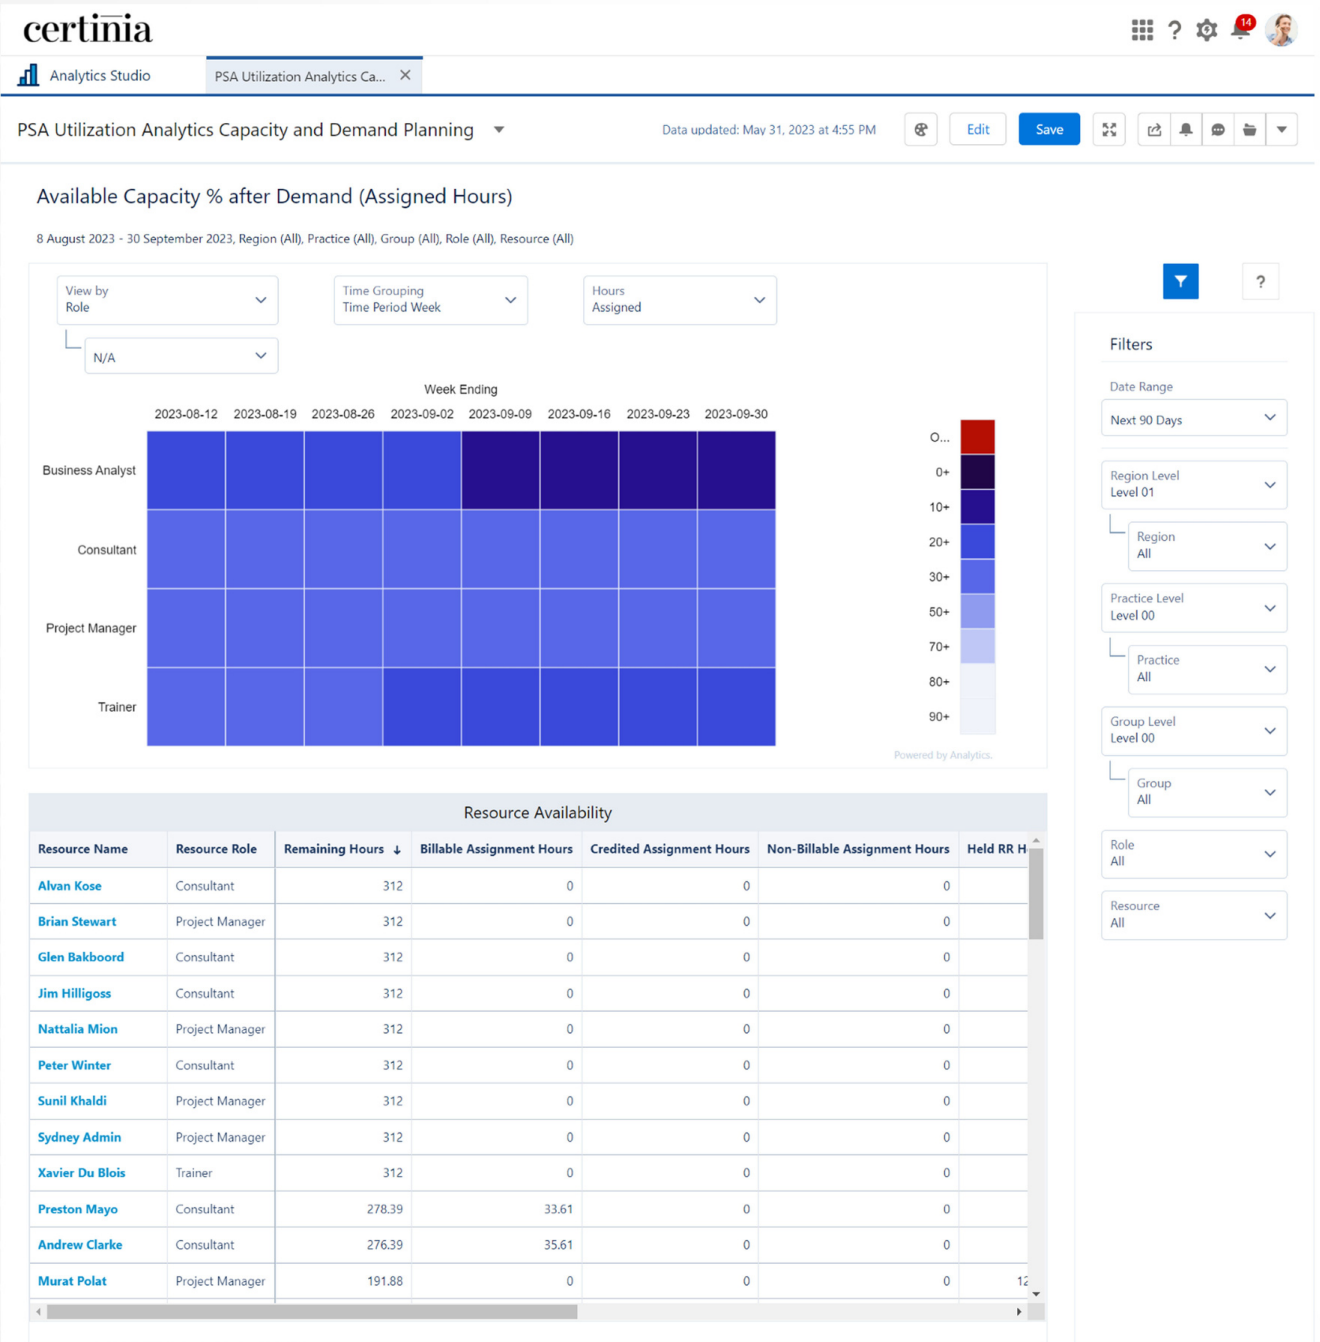 certinia
14
Analytics Studio
PSA Utilization Analytics Ca...
PSA Utilization Analytics Capacity and Demand Planning
Data updated: May 31, 2023 at 4:55 PM
Edit
Save
Available Capacity % after Demand (Assigned Hours)
8 August 2023 - 30 September 2023, Region (All), Practice (All), Group (All), Role (All), Resource (All)
View by
Role
Time Grouping
Time Period Week
Hours
Assigned
N/A
Week Ending
2023-08-12 2023-08-19 2023-08-26 2023-09-02 2023-09-09 2023-09-16 2023-09-23 2023-09-30
Business Analyst
Consultant
Project Manager
Trainer
O...
0+
10+
20+
30+
50+
70+
80+
90+
Powered by Analytics.
?
Filters
Date Range
Next 90 Days
Region Level
Level 01
Region
All
Practice Level
Level 00
Practice
All
Group Level
Level 00
Group
All
Role
All
Resource
All
Resource Availability
Resource Name Resource Role Remaining Hours ↓ Billable Assignment Hours Credited Assignment Hours Non-Billable Assignment Hours Held RR H
Alvan Kose Consultant 312 0 0 0
Brian Stewart Project Manager 312 0 0 0
Glen Bakboord Consultant 312 0 0 0
Jim Hilligoss Consultant 312 0 0 0
Nattalia Mion Project Manager 312 0 0 0
Peter Winter Consultant 312 0 0 0
Sunil Khaldi Project Manager 312 0 0 0
Sydney Admin Project Manager 312 0 0 0
Xavier Du Blois Trainer 312 0 0 0
Preston Mayo Consultant 278.39 33.61 0 0
Andrew Clarke Consultant 276.39 35.61 0 0
Murat Polat Project Manager 191.88 0 0 0 12